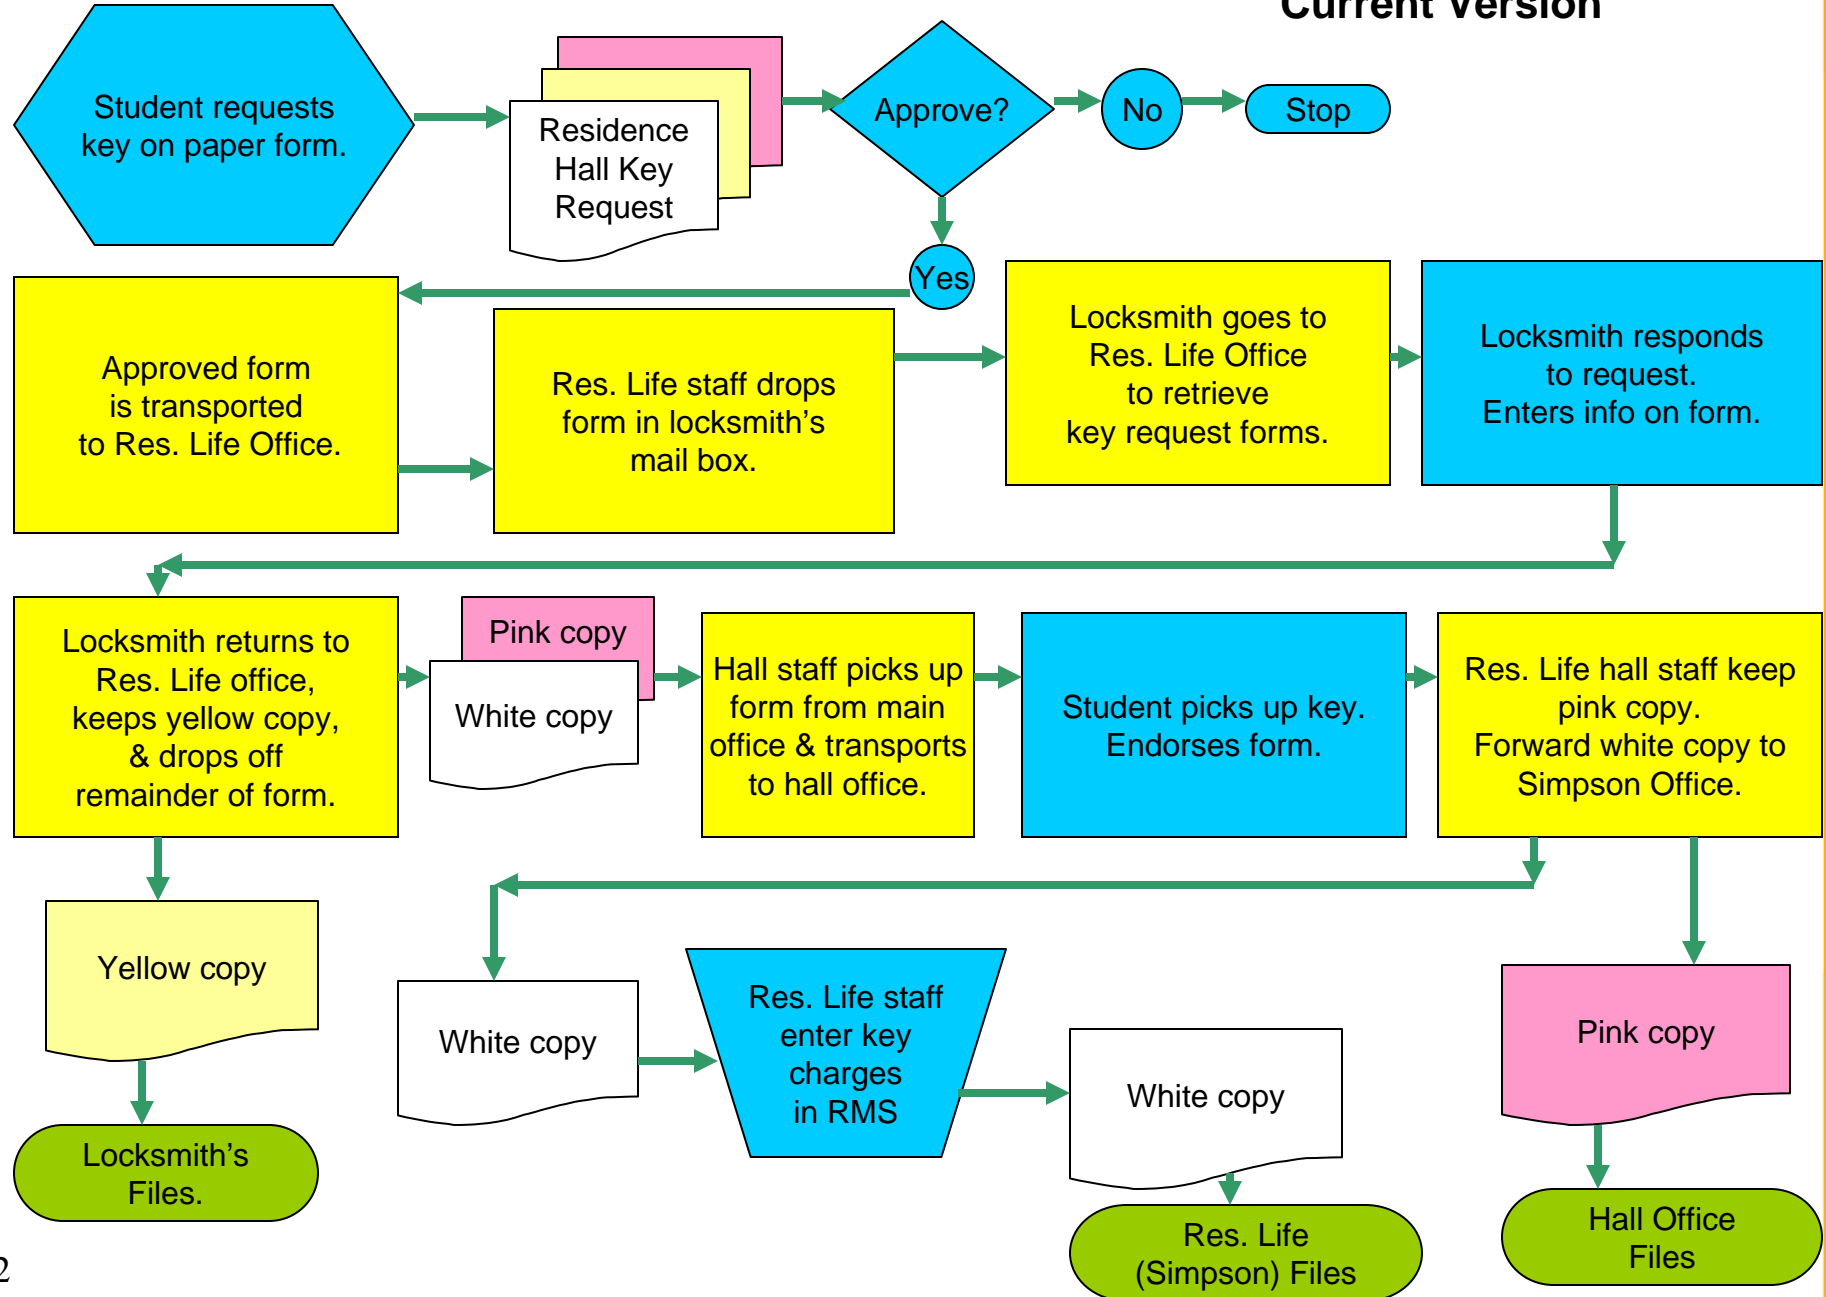 Current Version
Student requests
key on paper form.
Residence
Hall Key
Request
Approve?
No
Stop
Yes
Approved form
is transported
to Res. Life Office.
Res. Life staff drops
form in locksmith’s
mail box.
Locksmith goes to
Res. Life Office
to retrieve
key request forms.
Locksmith responds
to request.
Enters info on form.
Locksmith returns to
Res. Life office,
keeps yellow copy,
& drops off
remainder of form.
Pink copy
White copy
Hall staff picks up
form from main
office & transports
to hall office.
Student picks up key.
Endorses form.
Res. Life hall staff keep
pink copy.
Forward white copy to
Simpson Office.
Yellow copy
White copy
Res. Life staff
enter key
charges
in RMS
White copy
Pink copy
Locksmith’s
Files.
Res. Life
(Simpson) Files
Hall Office
Files
2